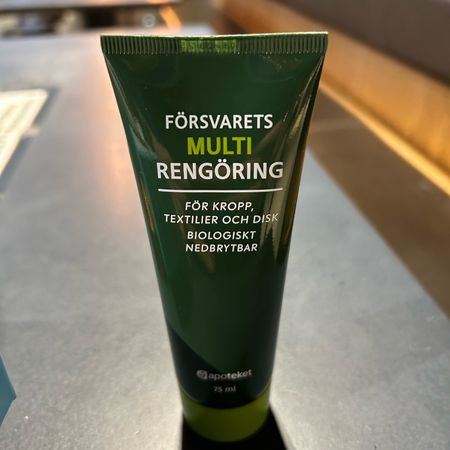 FÖRSVARETS
MULTI
RENGÖRING
FÖR KROPP,
TEXTILIER OCH DISK
BIOLOGISKT
NEDBRYTBAR
apoteket
75 ml